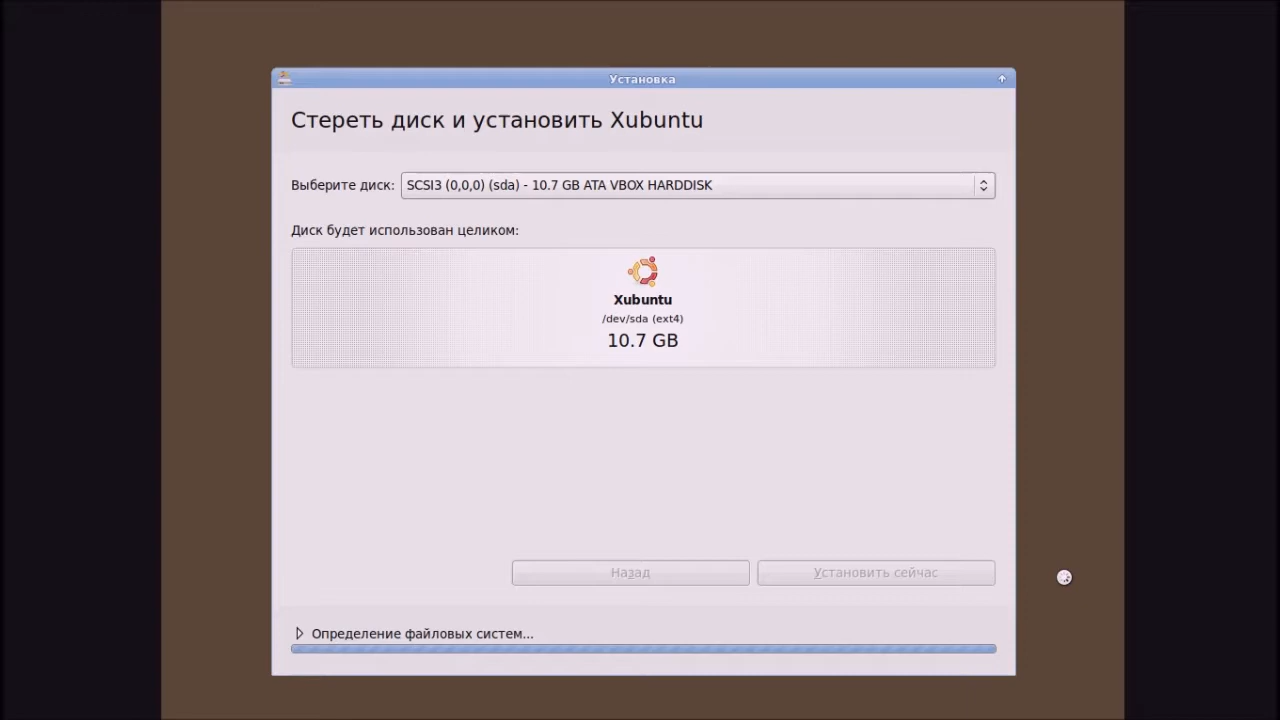 Установка
Стереть диск и установить Xubuntu
Выберите диск: SCSI3 (0,0,0) (sda) - 10.7 GB ATA VBOX HARDDISK
Диск будет использован целиком:
Xubuntu
/dev/sda (ext4)
10.7 GB
Назад Установить сейчас
Определение файловых систем...